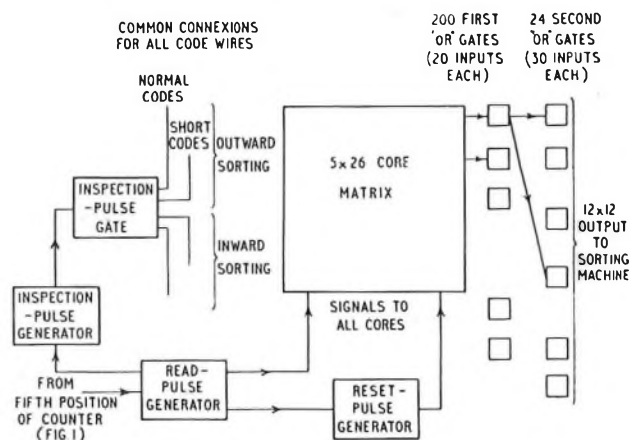 COMMON CONNEXIONS
FOR ALL CODE WIRES
NORMAL
CODES
SHORT
CODES
OUTWARD
SORTING
INWARD
SORTING
INSPECTION
-PULSE
GATE
INSPECTION
-PULSE
GENERATOR
FROM
FIFTH POSITION
OF COUNTER
(FIG.1)
READ-
PULSE
GENERATOR
RESET-
PULSE
GENERATOR
SIGNALS TO
ALL CORES
5x26 CORE
MATRIX
200 FIRST
"OR" GATES
(20 INPUTS
EACH)
24 SECOND
"OR" GATES
(30 INPUTS
EACH)
12x12
OUTPUT
TO
SORTING
MACHINE